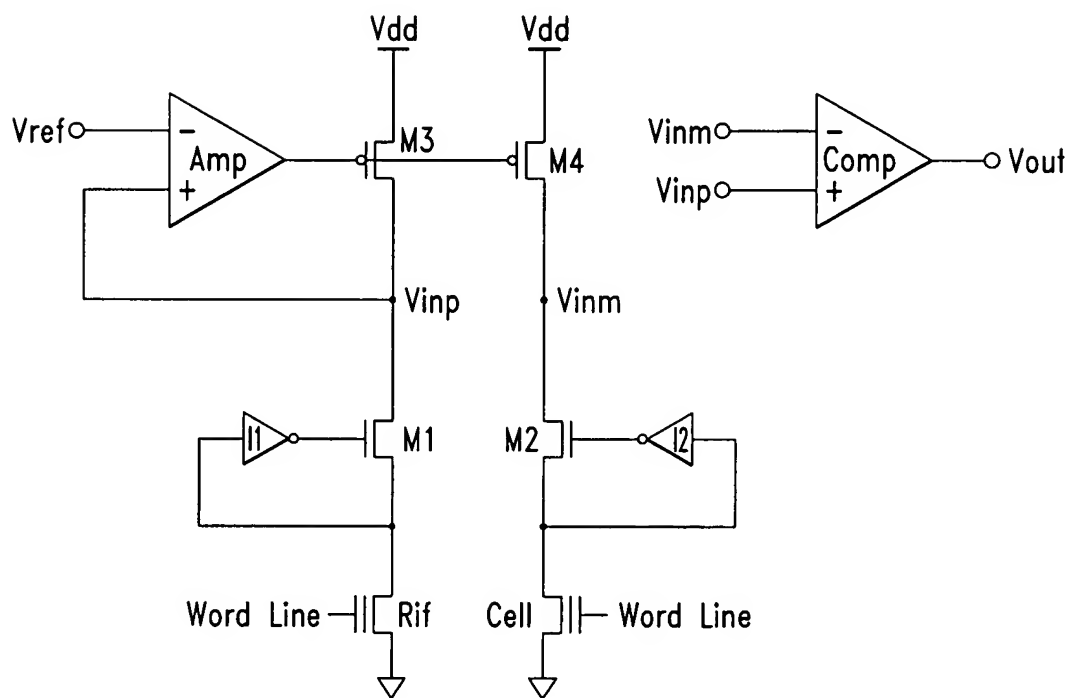 Vdd Vdd
Vref
- Amp +
M3
M4
Vinm
Vinp
- Comp +
Vout
Vinp
Vinm
I1
M1
M2
I2
Word Line
Rif
Cell
Word Line